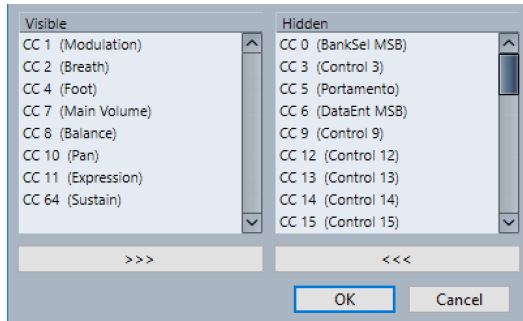 Visible
CC 1 (Modulation)
CC 2 (Breath)
CC 4 (Foot)
CC 7 (Main Volume)
CC 8 (Balance)
CC 10 (Pan)
CC 11 (Expression)
CC 64 (Sustain)
>>>
Hidden
CC 0 (BankSel MSB)
CC 3 (Control 3)
CC 5 (Portamento)
CC 6 (DataEnt MSB)
CC 9 (Control 9)
CC 12 (Control 12)
CC 13 (Control 13)
CC 14 (Control 14)
CC 15 (Control 15)
<<<
OK
Cancel